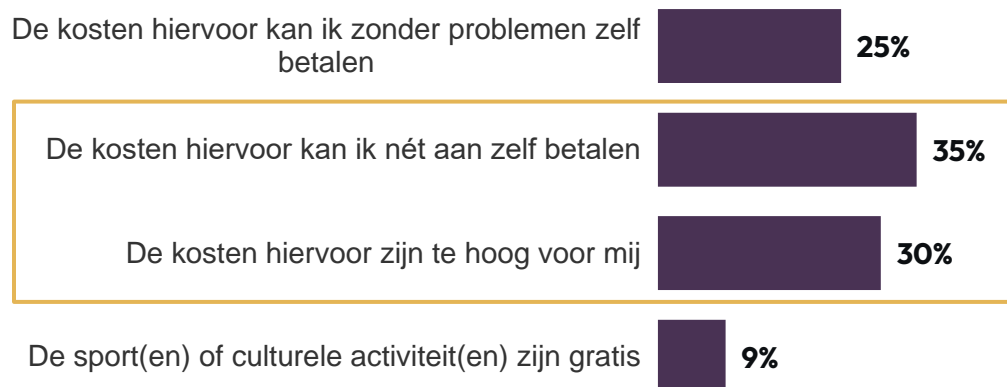 De kosten hiervoor kan ik zonder problemen zelf
betalen
25%
De kosten hiervoor kan ik nét aan zelf betalen
35%
De kosten hiervoor zijn te hoog voor mij
30%
De sport(en) of culturele activiteit(en) zijn gratis
9%